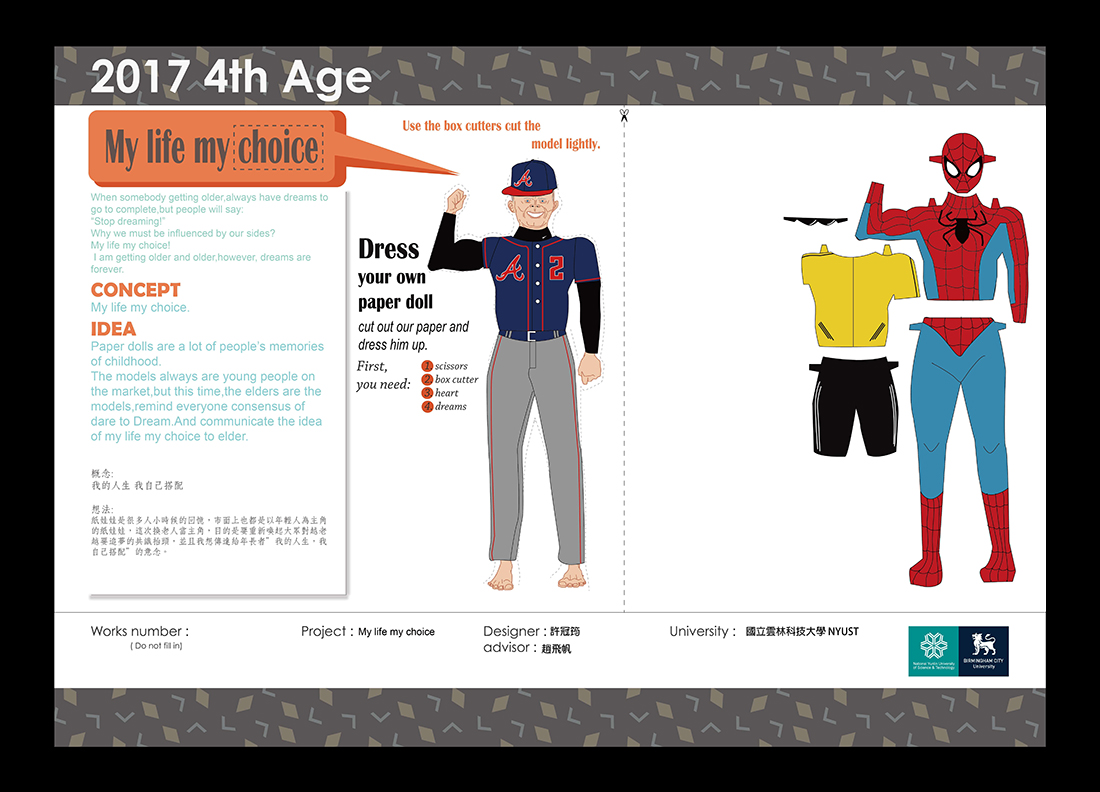 2017 4th Age
My life my choice
Use the box cutters cut the
model lightly.
When somebody getting older,always have dreams to
go to complete,but people will say:
“Stop dreaming!”
Why we must be influenced by our sides?
My life my choice!
I am getting older and older,however, dreams are
forever.
CONCEPT
My life my choice.
IDEA
Paper dolls are a lot of people's memories
of childhood.
The models always are young people on
the market,but this time,the elders are the
models,remind everyone consensus of
dare to Dream.And communicate the idea
of my life my choice to elder.
概念:
我的人生 我自己搭配
想法:
紙娃娃是很多人小時候的回憶，市面上也都是以年輕人為主角
的紙娃娃，這次換老人當主角，目的是要重新喚起大眾對越老
越要追夢的共識抬頭，並且我想傳達給年長者”我的人生，我
自己搭配”的意念。
Dress
your own
paper doll
cut out our paper and
dress him up.
First,
you need:
1. scissors
2. box cutter
3. heart
4. dreams
A
A 2
Works number :
( Do not fill in)
Project : My life my choice
Designer : 許冠筠
advisor : 趙飛帆
University : 國立雲林科技大學 NYUST
National Yunlin University
of Science & Technology
BIRMINGHAM CITY
University